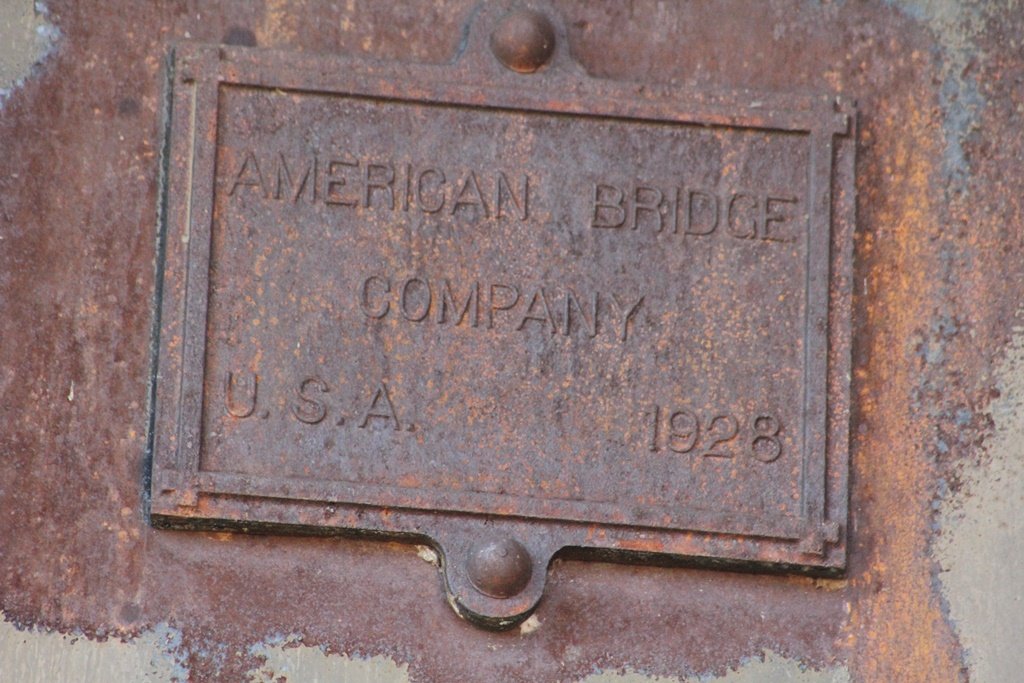 AMERICAN BRIDGE
COMPANY
U.S.A. 1928